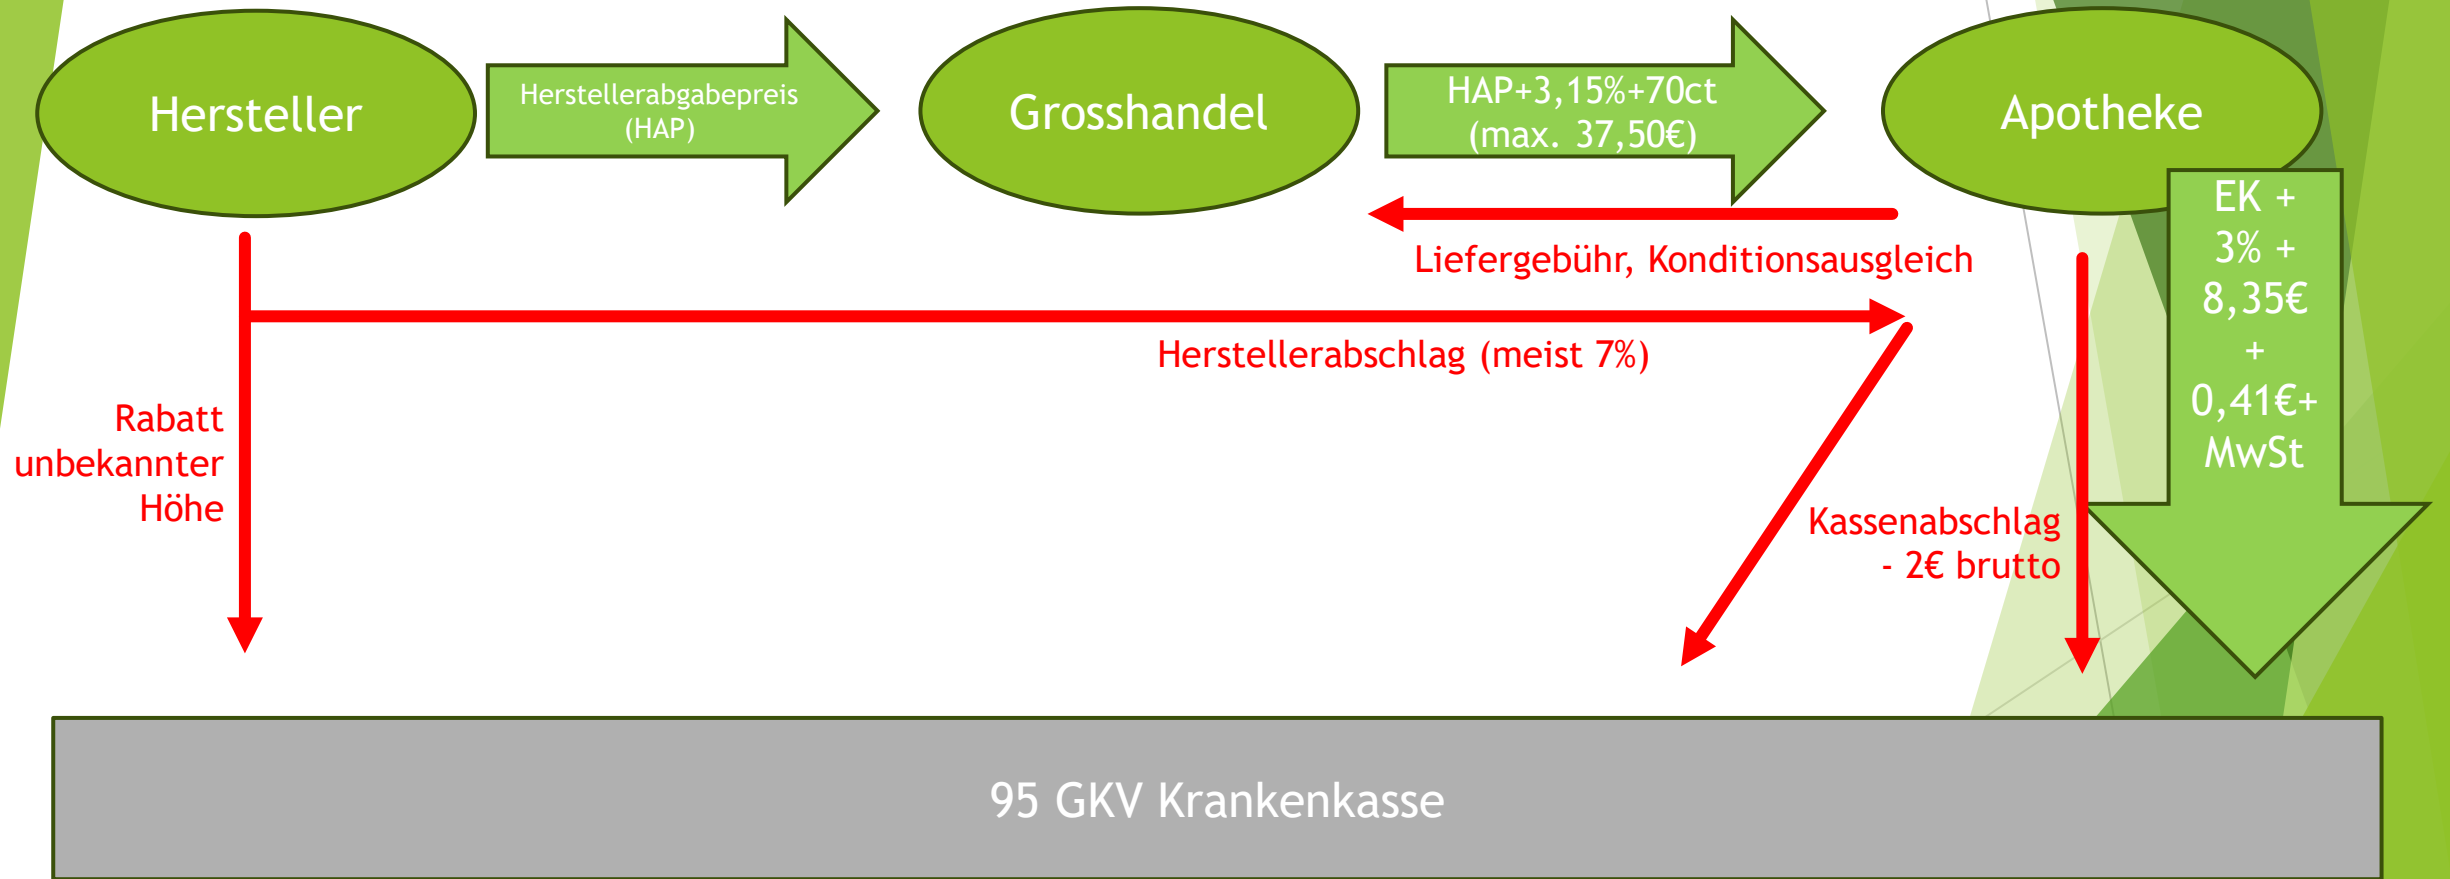 Hersteller
Herstellerabgabepreis
(HAP)
Grosshandel
HAP+3,15%+70ct
(max. 37,50€)
Apotheke
EK +
3% +
8,35€
+
0,41€+
MwSt
Liefergebühr, Konditionsausgleich
Herstellerabschlag (meist 7%)
Rabatt
unbekannter
Höhe
Kassenabschlag
- 2€ brutto
95 GKV Krankenkasse